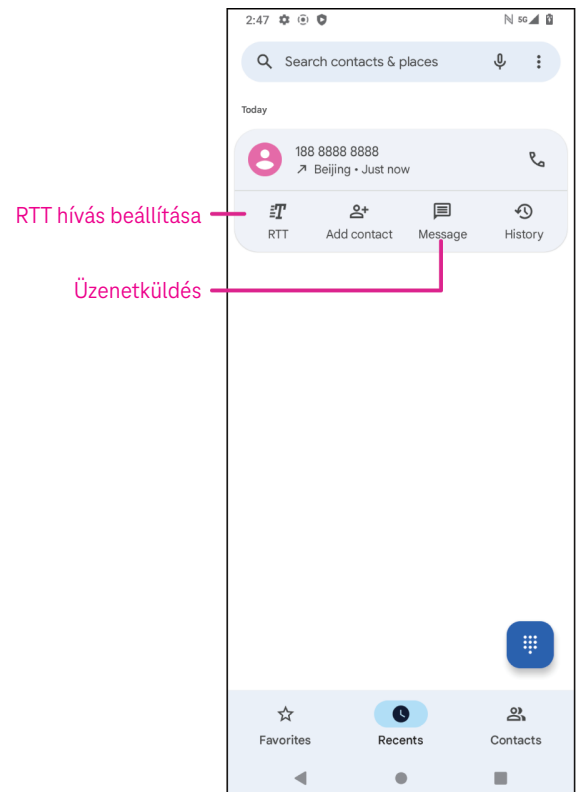 2:47
5G
Search contacts & places
Today
188 8888 8888
Beijing • Just now
RTT hívás beállítása
RTT
Add contact
Message
History
Üzenetküldés
Favorites
Recents
Contacts